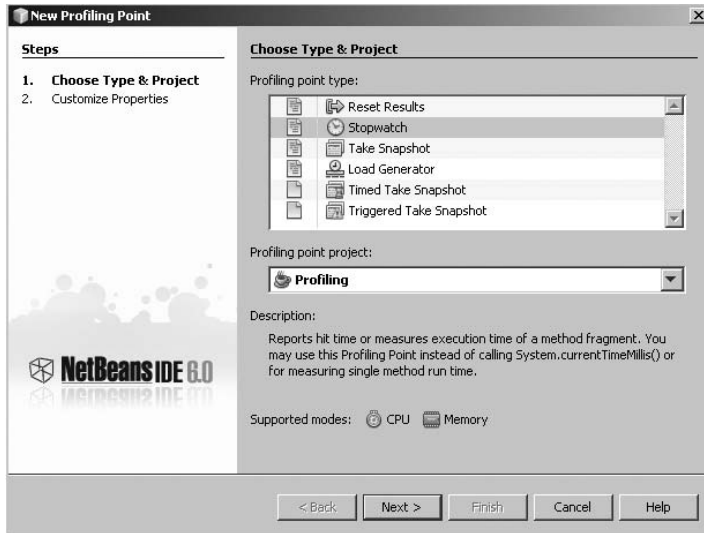 New Profiling Point
Steps
1. Choose Type & Project
2. Customize Properties
NetBeans IDE 6.0
Choose Type & Project
Profiling point type:
Reset Results
Stopwatch
Take Snapshot
Load Generator
Timed Take Snapshot
Triggered Take Snapshot
Profiling point project:
Profiling
Description:
Reports hit time or measures execution time of a method fragment. You
may use this Profiling Point instead of calling System.currentTimeMillis() or
for measuring single method run time.
Supported modes: CPU Memory
< Back Next > Finish Cancel Help